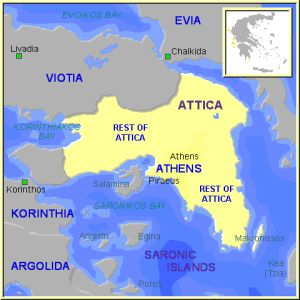 EVOIKOS BAY
EVIA
Livadia
Chalkida
VIOTIA
ATTICA
KORINTHIAKOS
BAY
REST OF
ATTICA
Athens
ATHENS
Piraeus
Korinthos
Salamina
REST OF
ATTICA
SARONIKOS BAY
KORINTHIA
Angistri
Egina
Makronissos
SARONIC
ISLANDS
Kea
(Tzia)
ARGOLIDA
Poros